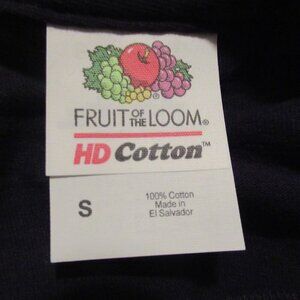 FRUIT OF THE LOOM®
HD Cotton™
S
100% Cotton
Made in
El Salvador